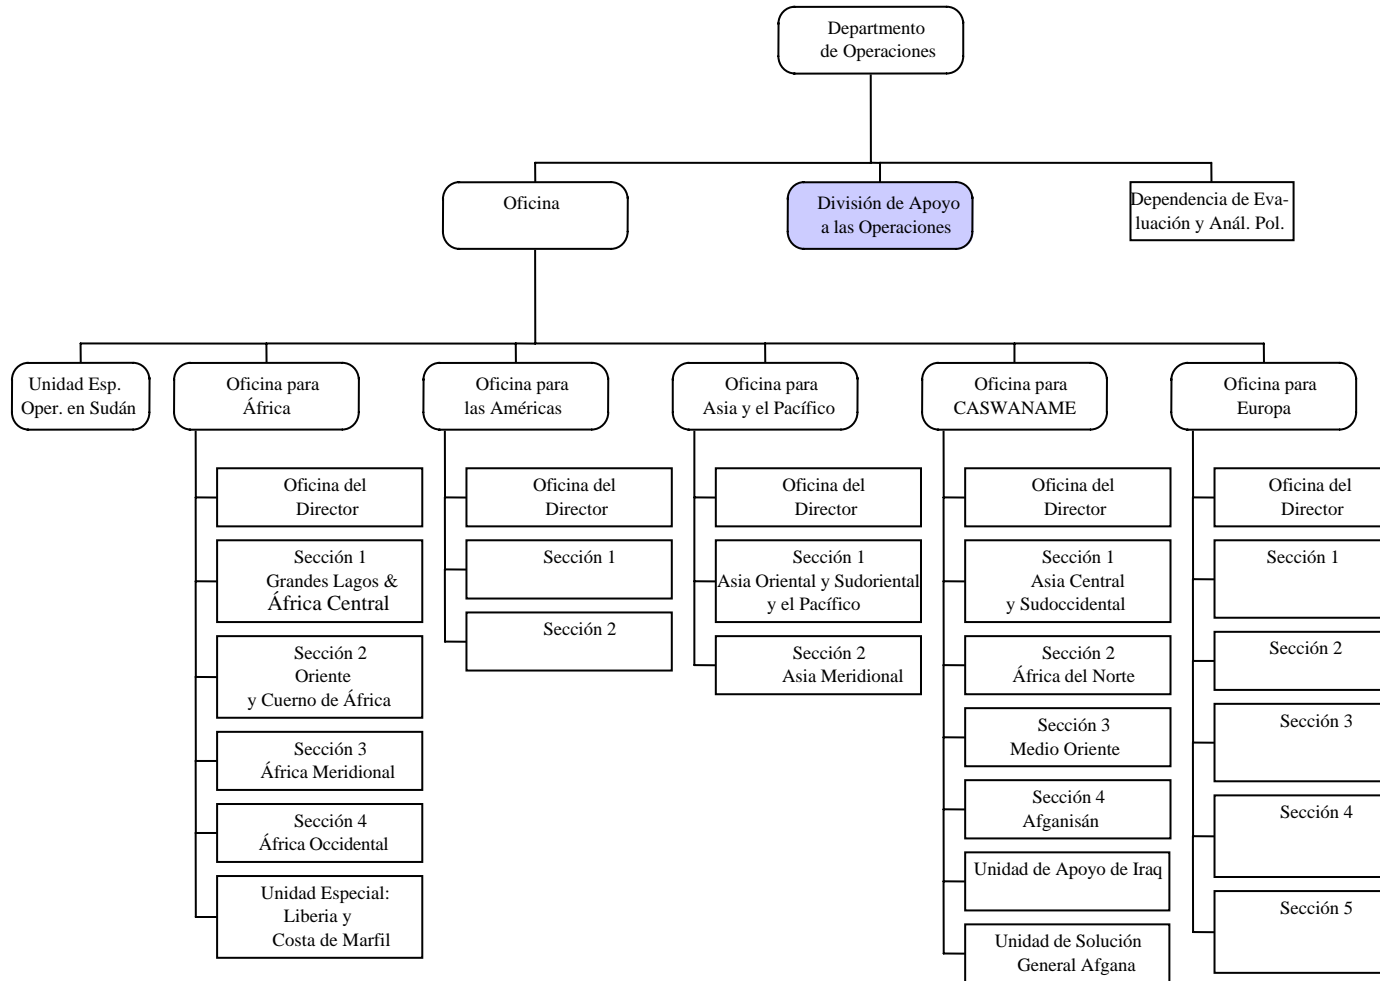 Departmento
de Operaciones
Oficina
División de Apoyo
a las Operaciones
Dependencia de Eva-
luación y Anál. Pol.
Unidad Esp.
Oper. en Sudán
Oficina para
África
Oficina para
las Américas
Oficina para
Asia y el Pacífico
Oficina para
CASWANAME
Oficina para
Europa
Oficina del
Director
Sección 1
Grandes Lagos &
África Central
Sección 2
Oriente
y Cuerno de África
Sección 3
África Meridional
Sección 4
África Occidental
Unidad Especial:
Liberia y
Costa de Marfil
Oficina del
Director
Sección 1
Sección 2
Oficina del
Director
Sección 1
Asia Oriental y Sudoriental
y el Pacífico
Sección 2
Asia Meridional
Oficina del
Director
Sección 1
Asia Central
y Sudoccidental
Sección 2
África del Norte
Sección 3
Medio Oriente
Sección 4
Afganisán
Unidad de Apoyo de Iraq
Unidad de Solución
General Afgana
Oficina del
Director
Sección 1
Sección 2
Sección 3
Sección 4
Sección 5